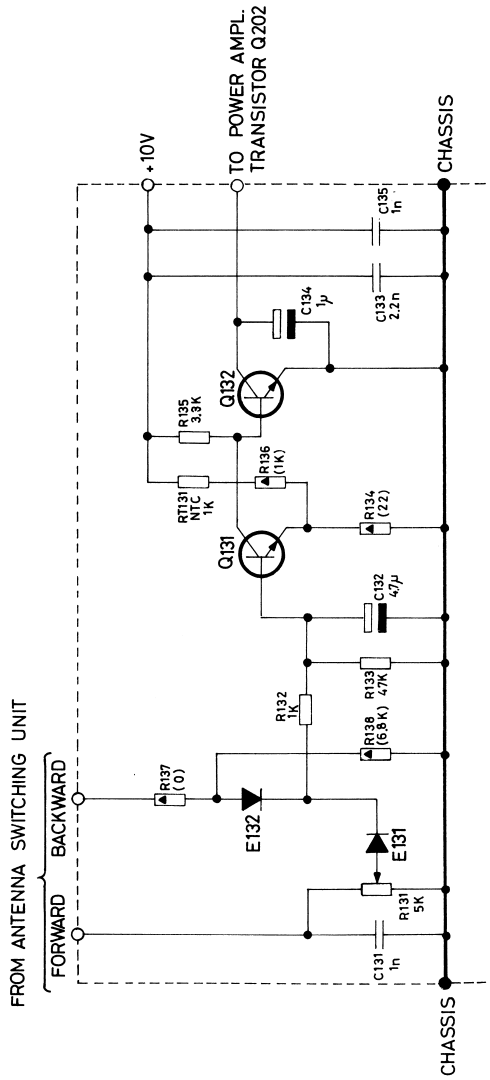 FROM ANTENNA SWITCHING UNIT
FORWARD
BACKWARD
R137
(0)
E132
R132
1K
E131
C131
1n
R131
5K
R138
(6.8K)
R133
47K
C132
47µ
Q131
RT131
NTC
1K
R135
3.3K
R136
(1K)
R134
(22)
Q132
C134
1µ
C133
2.2n
C135
1n
+10V
TO POWER AMPL.
TRANSISTOR Q202
CHASSIS
CHASSIS